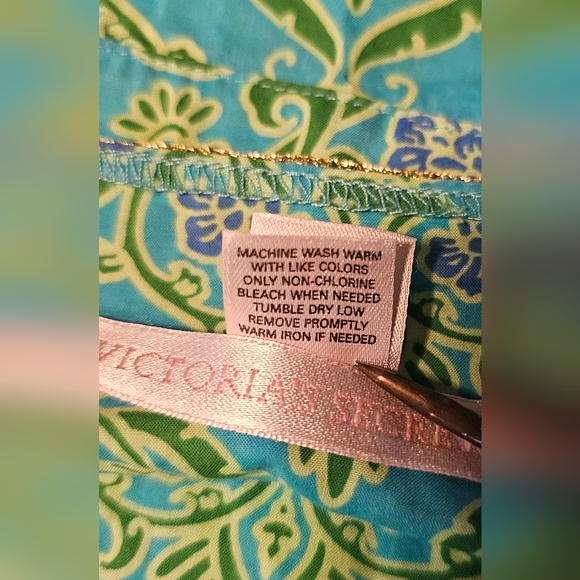 MACHINE WASH WARM
WITH LIKE COLORS
ONLY NON-CHLORINE
BLEACH WHEN NEEDED
TUMBLE DRY LOW
REMOVE PROMPTLY
WARM IRON IF NEEDED
VICTORIA'S SECRET